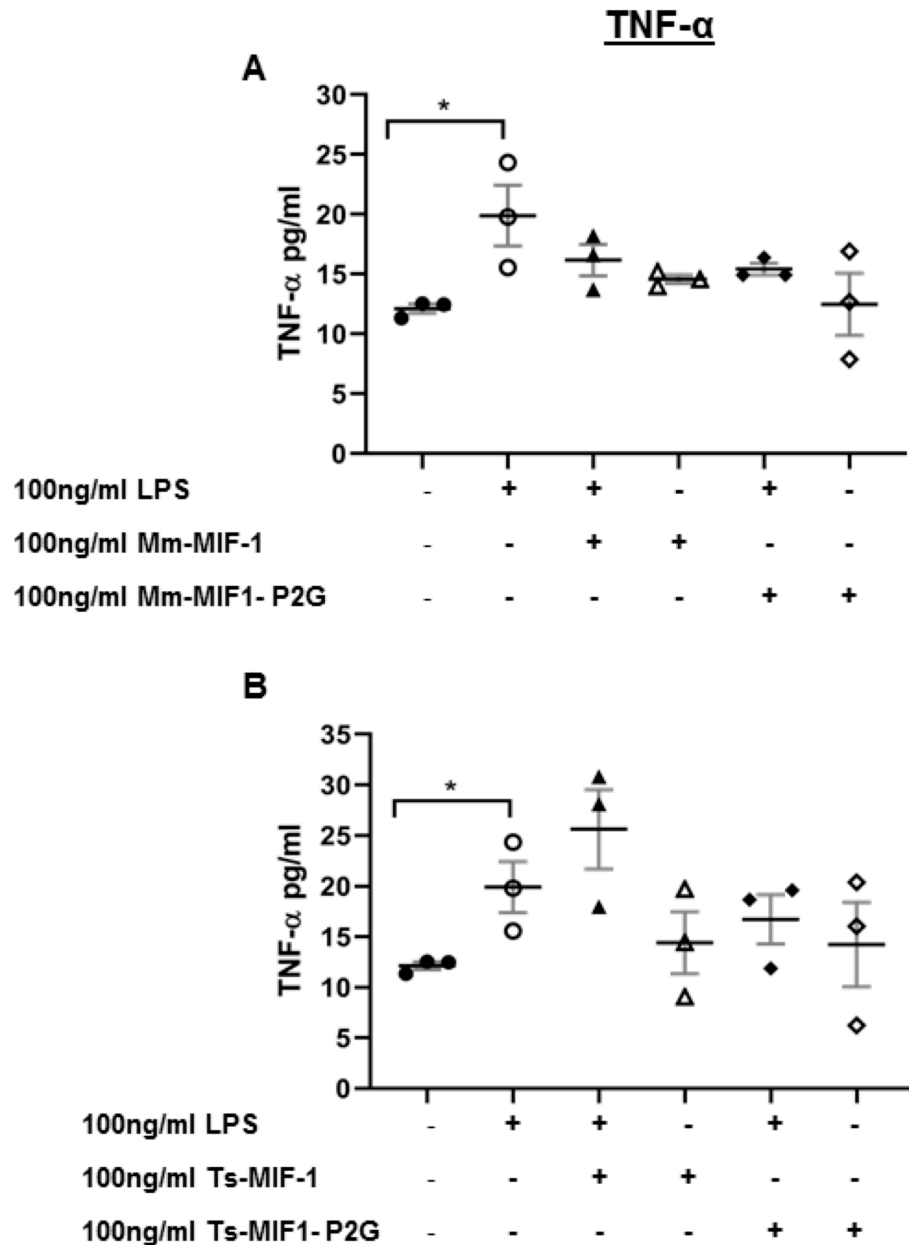 TNF-α
A
*
30
25
20
15
10
5
0
TNF-α pg/ml
100ng/ml LPS - + + - + -
100ng/ml Mm-MIF-1 - - + + - -
100ng/ml Mm-MIF1- P2G - - - - + +
B
*
35
30
25
20
15
10
5
0
TNF-α pg/ml
100ng/ml LPS - + + - + -
100ng/ml Ts-MIF-1 - - + + - -
100ng/ml Ts-MIF1- P2G - - - - + +